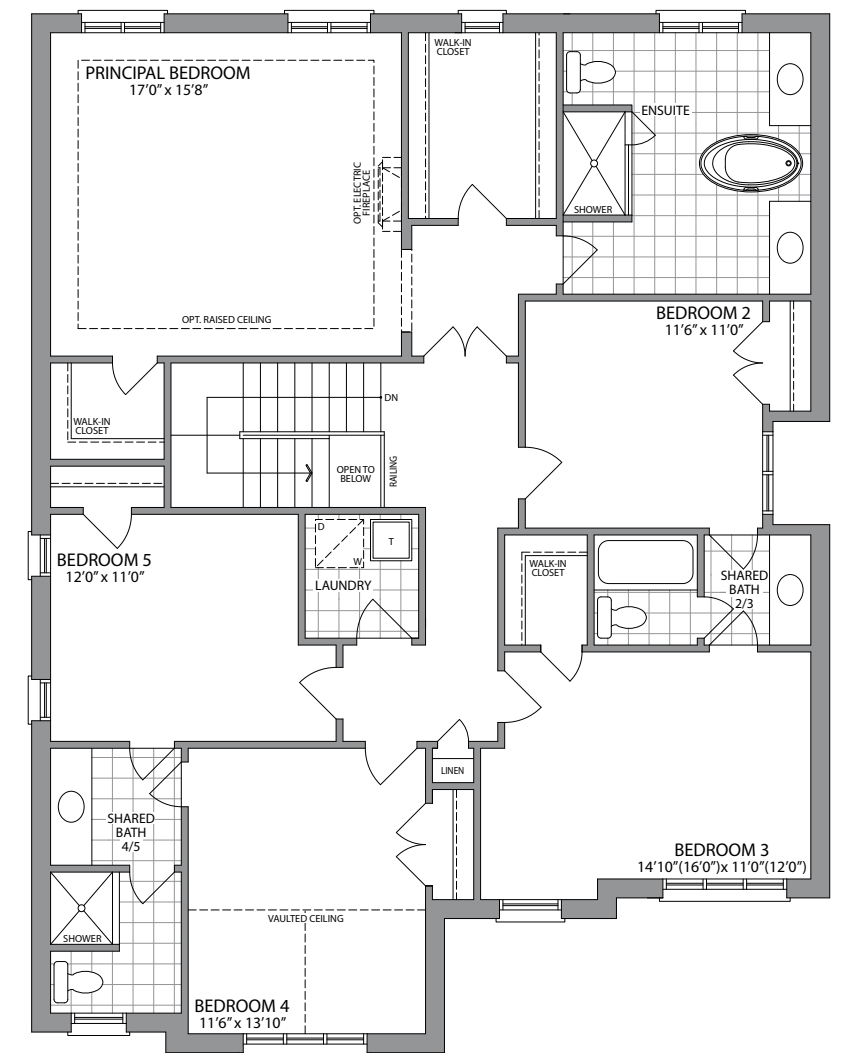 PRINCIPAL BEDROOM
17'0" x 15'8"
WALK-IN
CLOSET
ENSUITE
SHOWER
OPT. ELECTRIC
FIREPLACE
OPT. RAISED CEILING
BEDROOM 2
11'6" x 11'0"
WALK-IN
CLOSET
DN
OPEN TO
BELOW
RAILING
BEDROOM 5
12'0" x 11'0"
D
W
T
LAUNDRY
WALK-IN
CLOSET
SHARED
BATH
2/3
LINEN
SHARED
BATH
4/5
SHOWER
BEDROOM 3
14'10"(16'0")x 11'0"(12'0")
VAULTED CEILING
BEDROOM 4
11'6" x 13'10"